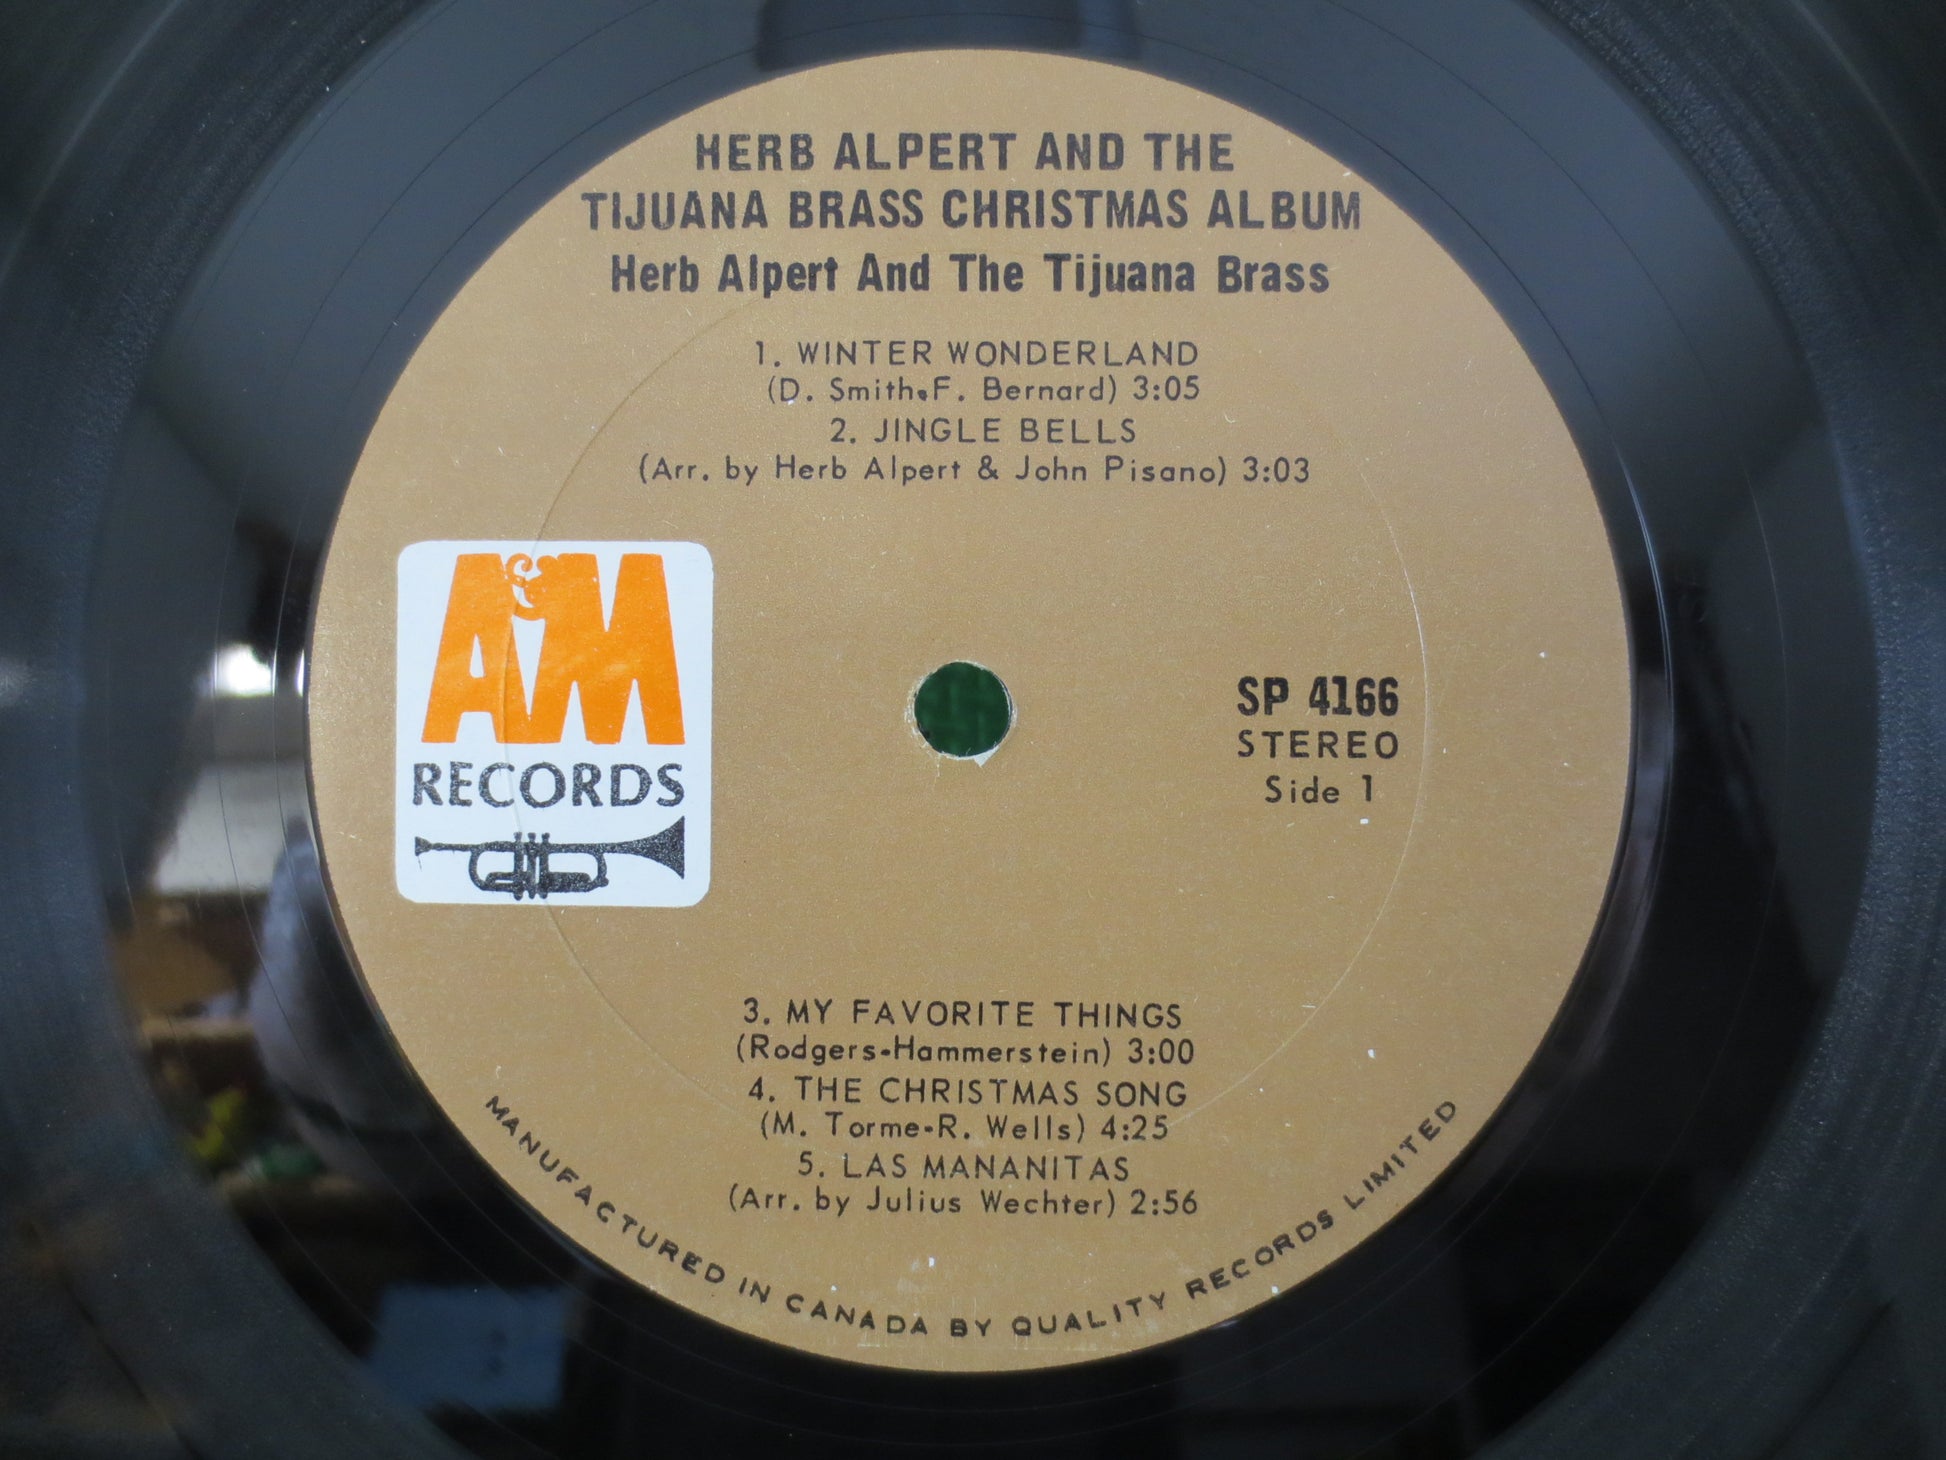 HERB ALPERT AND THE
TIJUANA BRASS CHRISTMAS ALBUM
Herb Alpert And The Tijuana Brass
1. WINTER WONDERLAND
(D. Smith-F. Bernard) 3:05
2. JINGLE BELLS
(Arr. by Herb Alpert & John Pisano) 3:03
A&M
RECORDS
SP 4166
STEREO
Side 1
3. MY FAVORITE THINGS
(Rodgers-Hammerstein) 3:00
4. THE CHRISTMAS SONG
(M. Torme-R. Wells) 4:25
5. LAS MANANITAS
(Arr. by Julius Wechter) 2:56
MANUFACTURED IN CANADA BY QUALITY RECORDS LIMITED